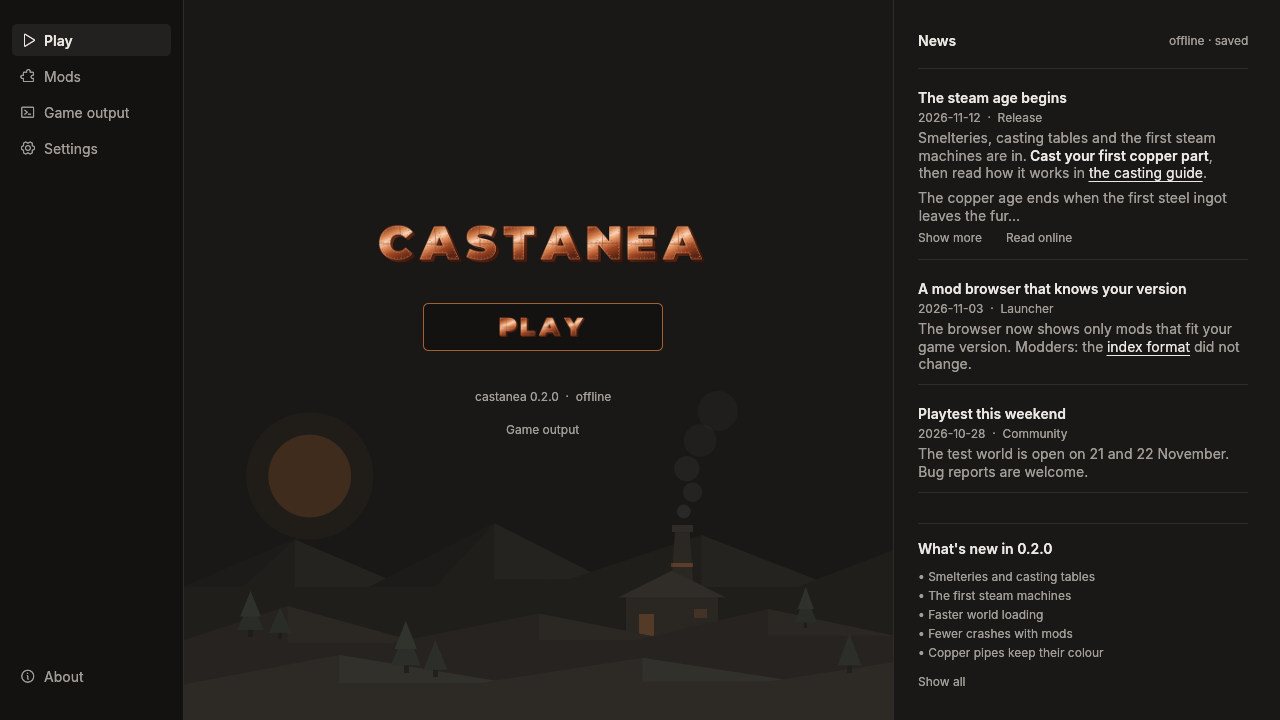 Play
Mods
Game output
Settings
About
CASTANEA
PLAY
castanea 0.2.0 · offline
Game output
News
offline · saved
The steam age begins
2026-11-12 · Release
Smelteries, casting tables and the first steam
machines are in. Cast your first copper part,
then read how it works in the casting guide.
The copper age ends when the first steel ingot
leaves the fur...
Show more Read online
A mod browser that knows your version
2026-11-03 · Launcher
The browser now shows only mods that fit your
game version. Modders: the index format did not
change.
Playtest this weekend
2026-10-28 · Community
The test world is open on 21 and 22 November.
Bug reports are welcome.
What's new in 0.2.0
• Smelteries and casting tables
• The first steam machines
• Faster world loading
• Fewer crashes with mods
• Copper pipes keep their colour
Show all